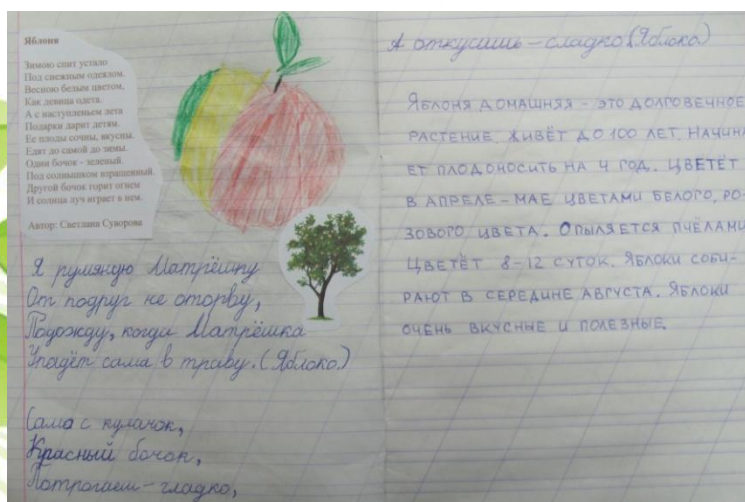 Яблоня
Зимою спит устало
Под снежным одеялом.
Весною белым цветом,
Как девица одета.
А с наступленьем лета
Подарки дарит детям.
Ее плоды сочны, вкусны.
Едят до самой до зимы.
Один бочок - зеленый.
Под солнышком взращенный.
Другой бочок горит огнем
И солнца луч играет в нем.
Автор: Светлана Суворова
Я румяную Матрёшку
От подруг не оторву,
Подожду, когда Матрёшка
Упадёт сама в траву. (Яблоко.)
Сама с кулачок,
Красный бочок,
Потрогаешь - гладко,
А откусишь - сладко (Яблоко)
ЯБЛОНЯ ДОМАШНЯЯ - ЭТО ДОЛГОВЕЧНОЕ
РАСТЕНИЕ. ЖИВЁТ ДО 100 ЛЕТ. НАЧИНА
ЕТ ПЛОДОНОСИТЬ НА 4 ГОД. ЦВЕТЁТ
В АПРЕЛЕ - МАЕ ЦВЕТАМИ БЕЛОГО, РО-
ЗОВОГО ЦВЕТА. ОПЫЛЯЕТСЯ ПЧЁЛАМИ
ЦВЕТЁТ 8-12 СУТОК. ЯБЛОКИ СОБИ-
РАЮТ В СЕРЕДИНЕ АВГУСТА. ЯБЛОКИ
ОЧЕНЬ ВКУСНЫЕ И ПОЛЕЗНЫЕ.